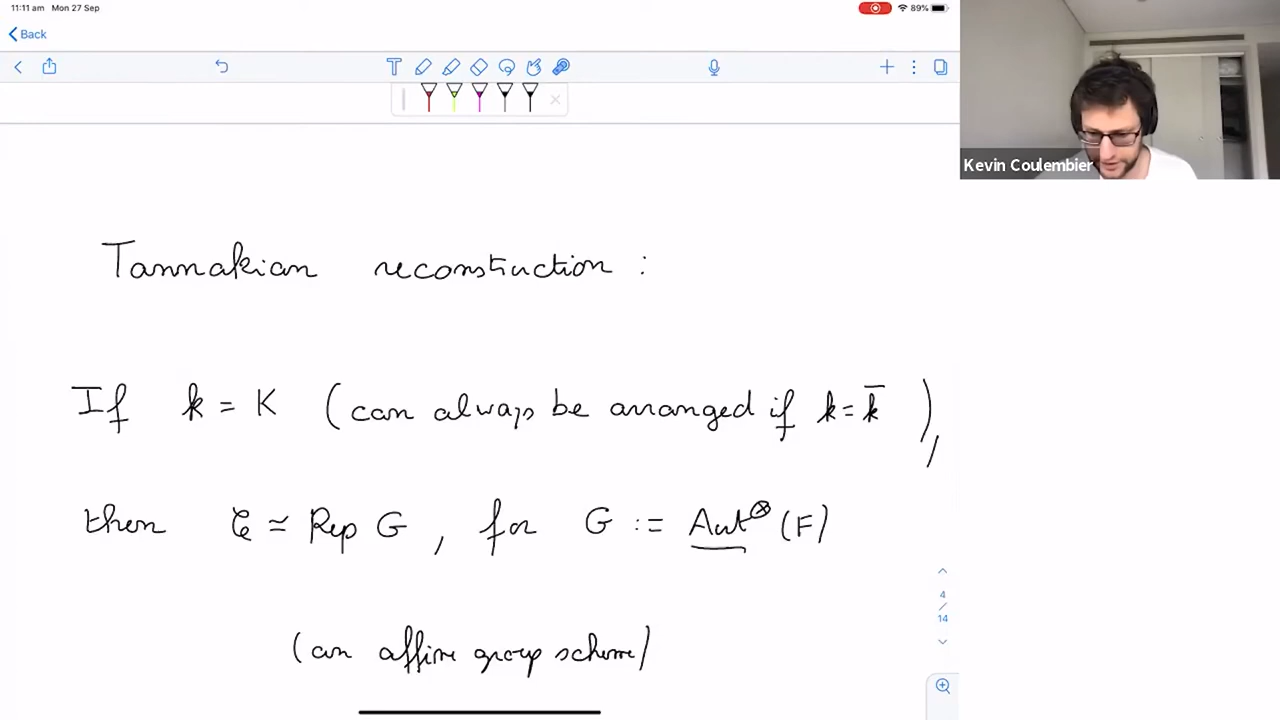 11:11 am Mon 27 Sep
89%
Back
Kevin Coulembier
Tannakian reconstruction :
If k = K (can always be arranged if k = k̄),
then 𝒞 ≃ Rep G, for G := Aut⊗(F)
(an affine group scheme)
4
/
14